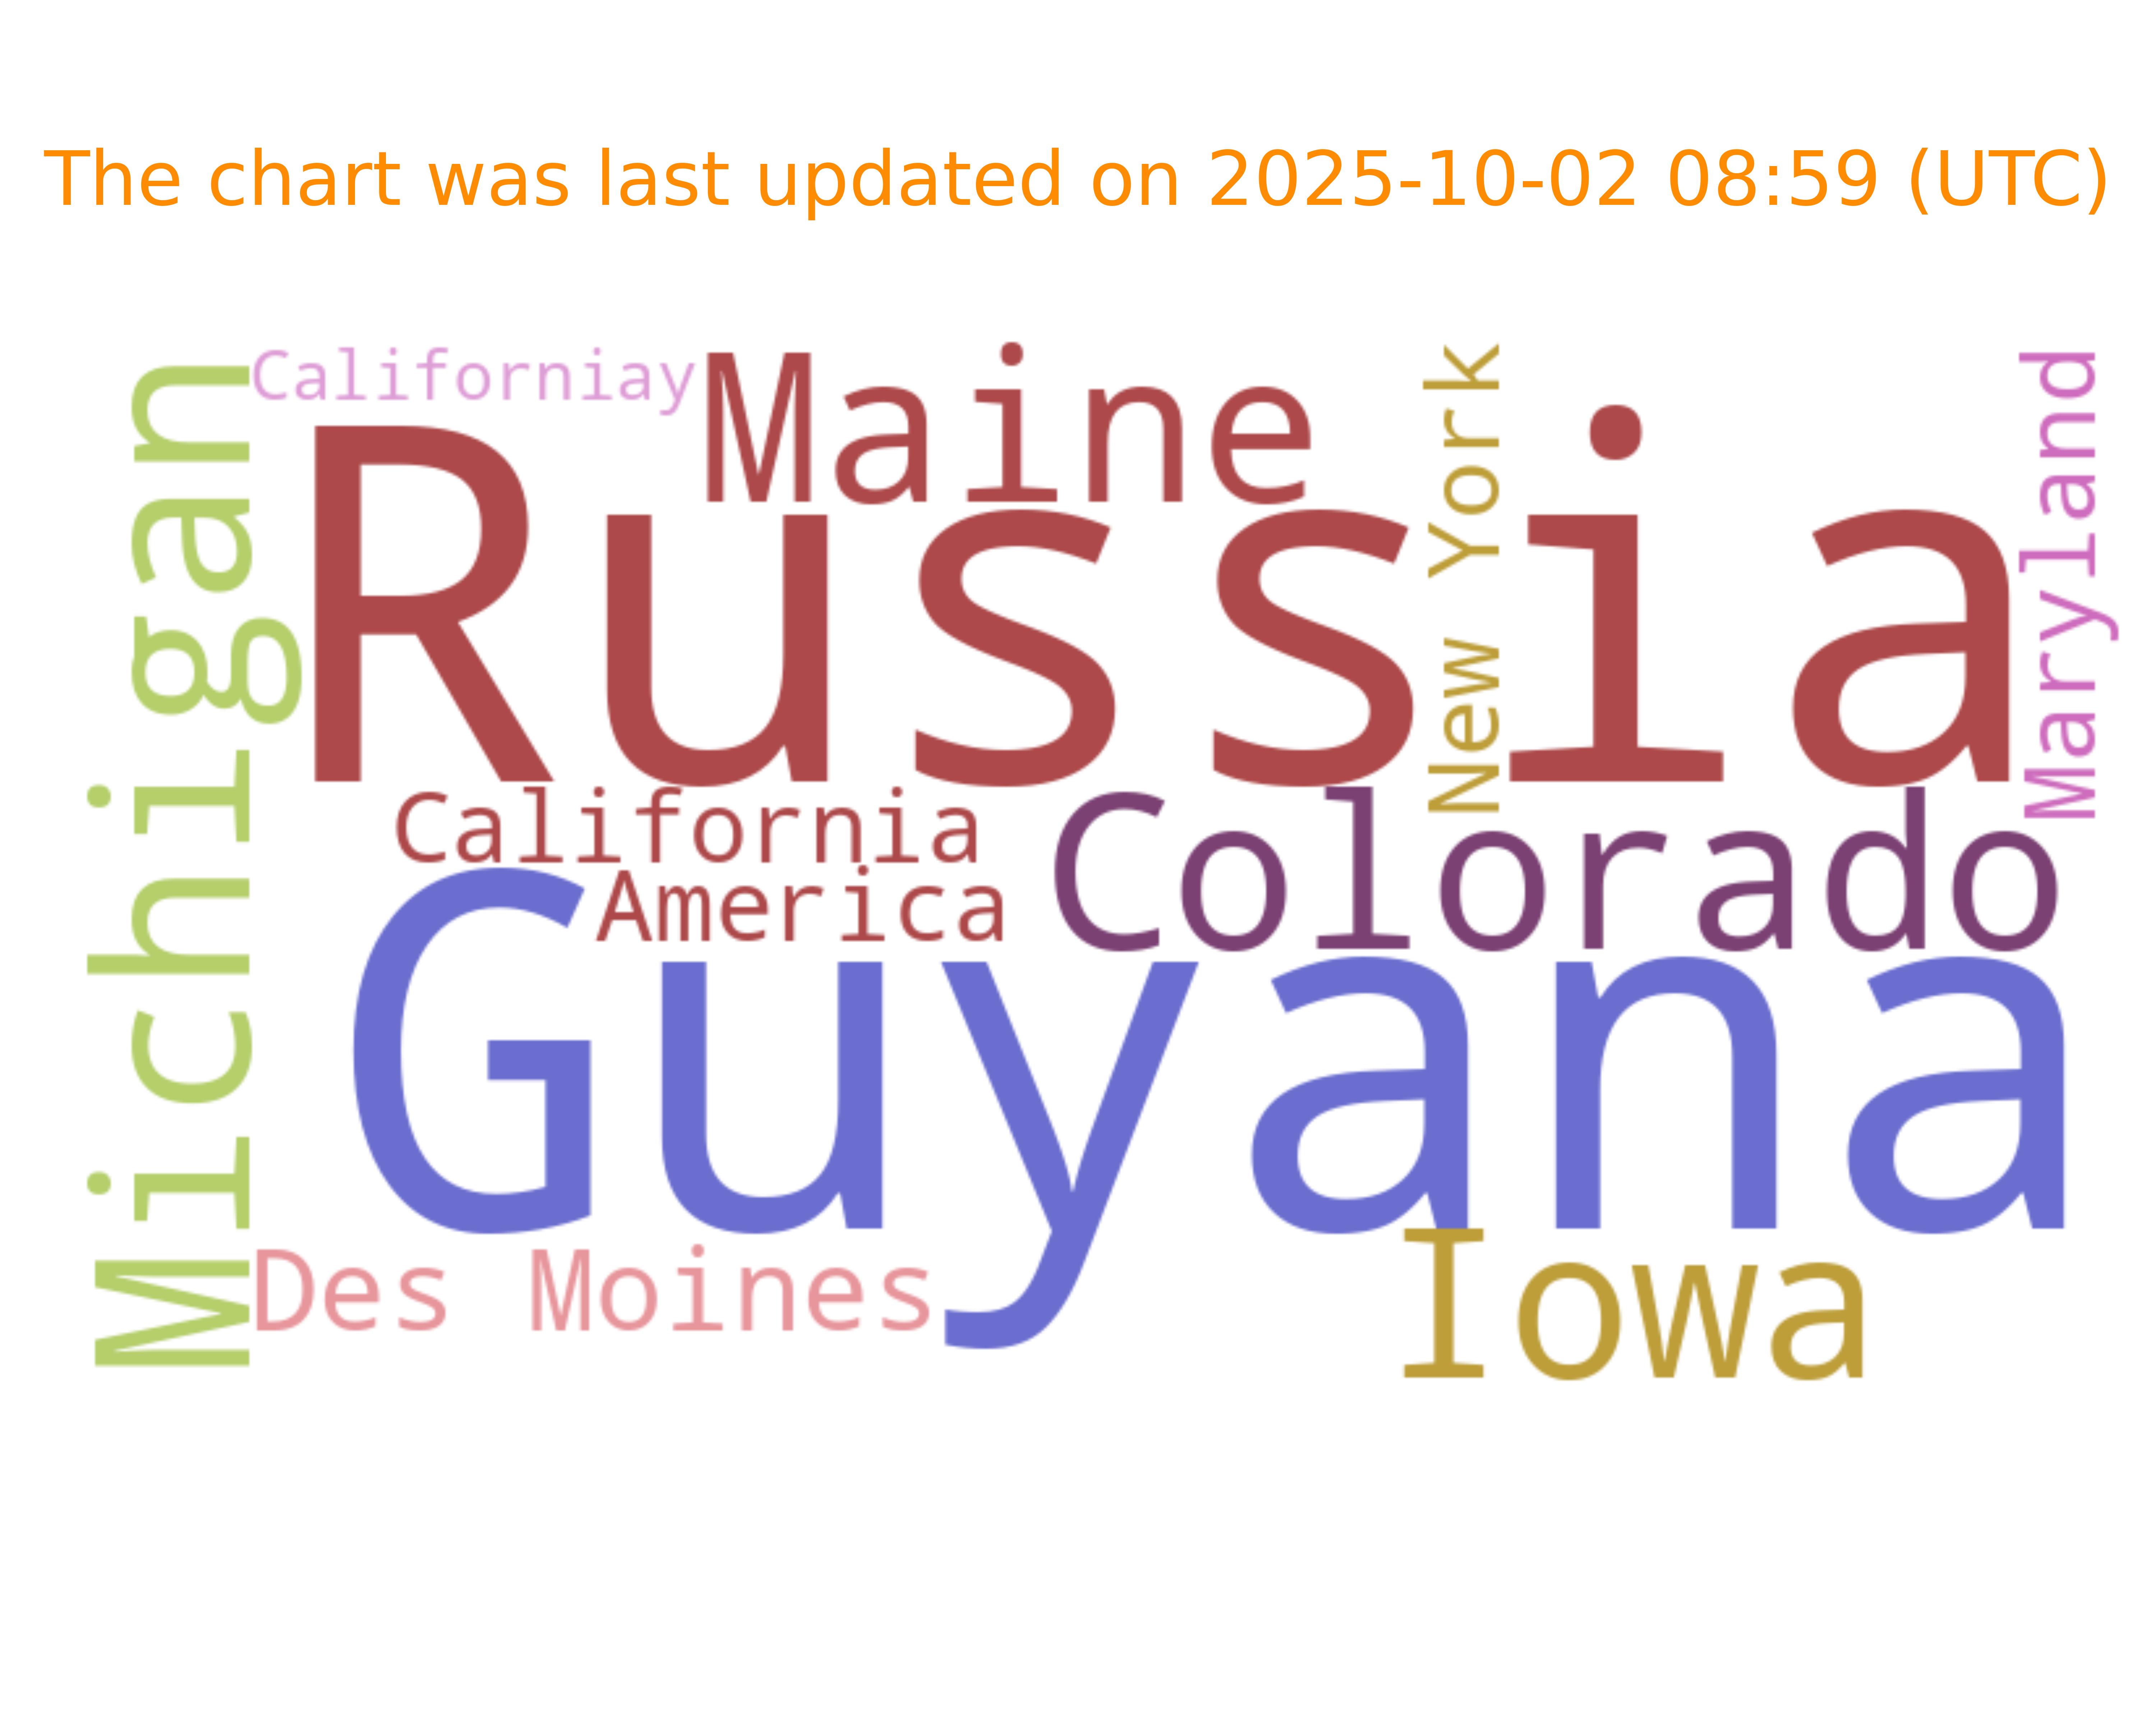 The chart was last updated on 2025-10-02 08:59 (UTC)
Michigan
Californiay
Maine
New York
Maryland
Russia
California
America
Colorado
Guyana
Des Moines
Iowa